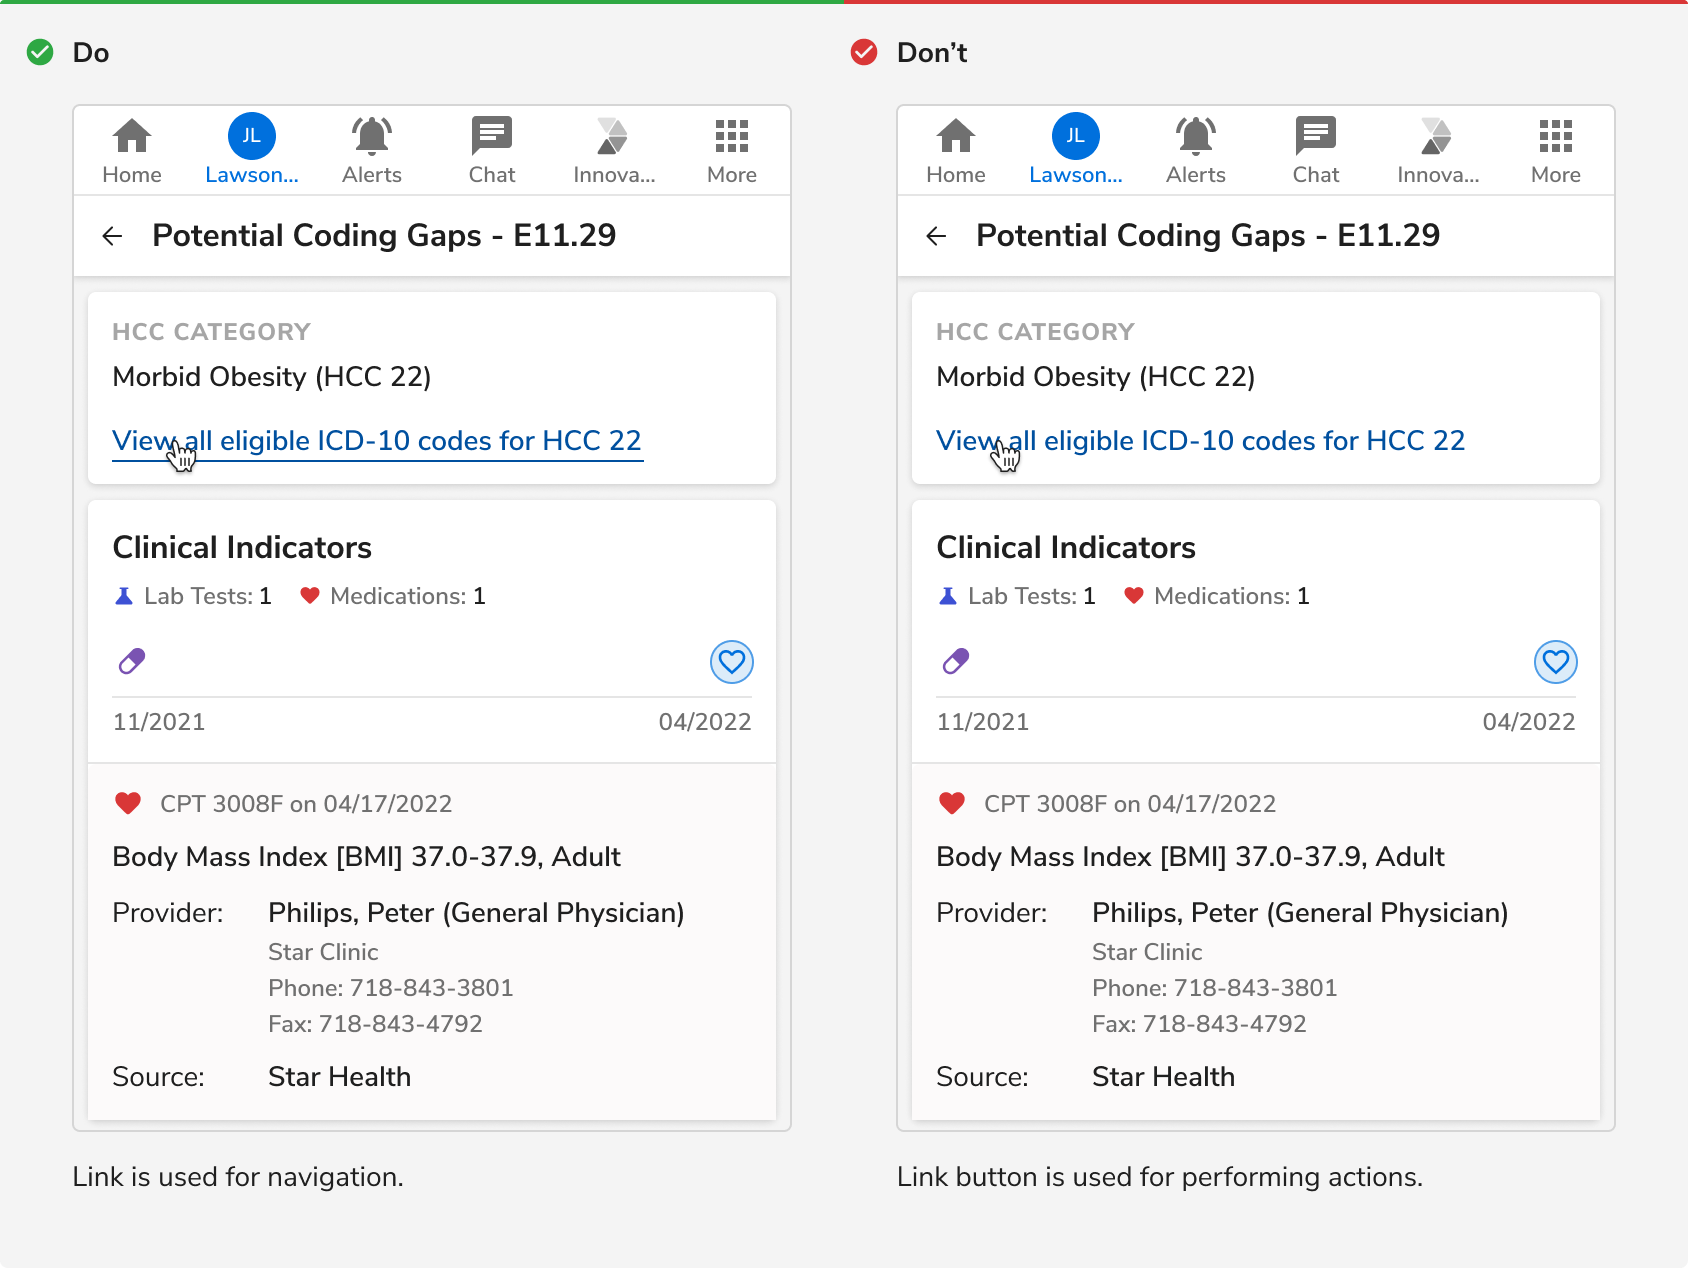 Do
JL
Home Lawson... Alerts Chat Innova... More
Potential Coding Gaps - E11.29
HCC CATEGORY
Morbid Obesity (HCC 22)
View all eligible ICD-10 codes for HCC 22
Clinical Indicators
Lab Tests: 1 Medications: 1
11/2021 04/2022
CPT 3008F on 04/17/2022
Body Mass Index [BMI] 37.0-37.9, Adult
Provider: Philips, Peter (General Physician)
Star Clinic
Phone: 718-843-3801
Fax: 718-843-4792
Source: Star Health
Link is used for navigation.
Don’t
JL
Home Lawson... Alerts Chat Innova... More
Potential Coding Gaps - E11.29
HCC CATEGORY
Morbid Obesity (HCC 22)
View all eligible ICD-10 codes for HCC 22
Clinical Indicators
Lab Tests: 1 Medications: 1
11/2021 04/2022
CPT 3008F on 04/17/2022
Body Mass Index [BMI] 37.0-37.9, Adult
Provider: Philips, Peter (General Physician)
Star Clinic
Phone: 718-843-3801
Fax: 718-843-4792
Source: Star Health
Link button is used for performing actions.